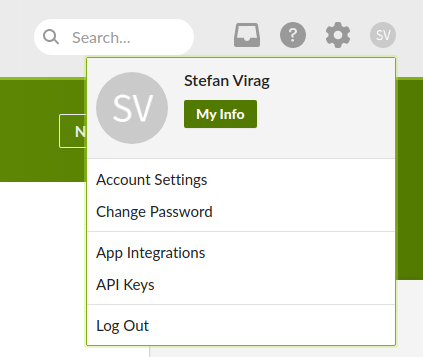 Search...
?
SV
SV
Stefan Virag
My Info
N
Account Settings
Change Password
App Integrations
API Keys
Log Out